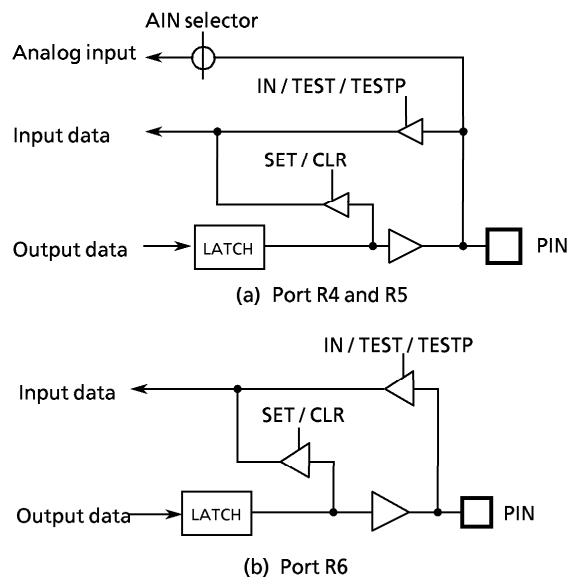 AIN selector
Analog input
IN / TEST / TESTP
Input data
SET / CLR
Output data
LATCH
PIN
(a) Port R4 and R5
IN / TEST / TESTP
Input data
SET / CLR
Output data
LATCH
PIN
(b) Port R6